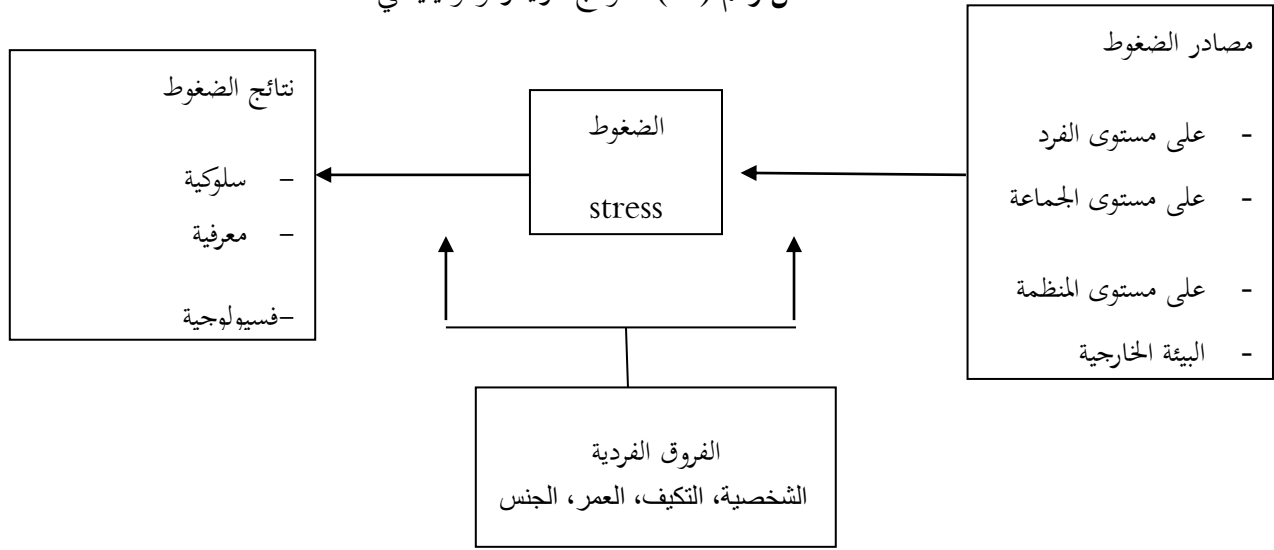 مصادر الضغوط
- على مستوى الفرد
- على مستوى الجماعة
- على مستوى المنظمة
- البيئة الخارجية
الضغوط
stress
نتائج الضغوط
– سلوكية
– معرفية
–فسيولوجية
الفروق الفردية
الشخصية، التكيف، العمر، الجنس